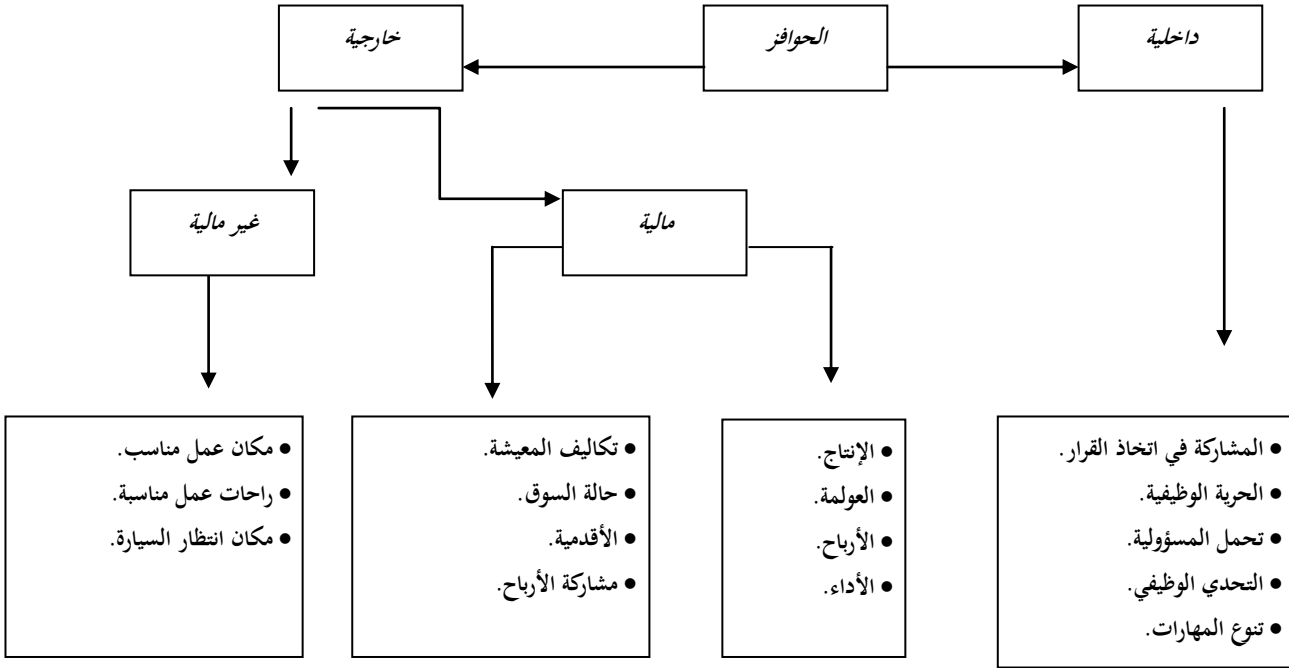 داخلية
الحوافز
خارجية
مالية
غير مالية
• المشاركة في اتخاذ القرار.
• الحرية الوظيفية.
• تحمل المسؤولية.
• التحدي الوظيفي.
• تنوع المهارات.
• الإنتاج.
• العولمة.
• الأرباح.
• الأداء.
• تكاليف المعيشة.
• حالة السوق.
• الأقدمية.
• مشاركة الأرباح.
• مكان عمل مناسب.
• راحات عمل مناسبة.
• مكان انتظار السيارة.